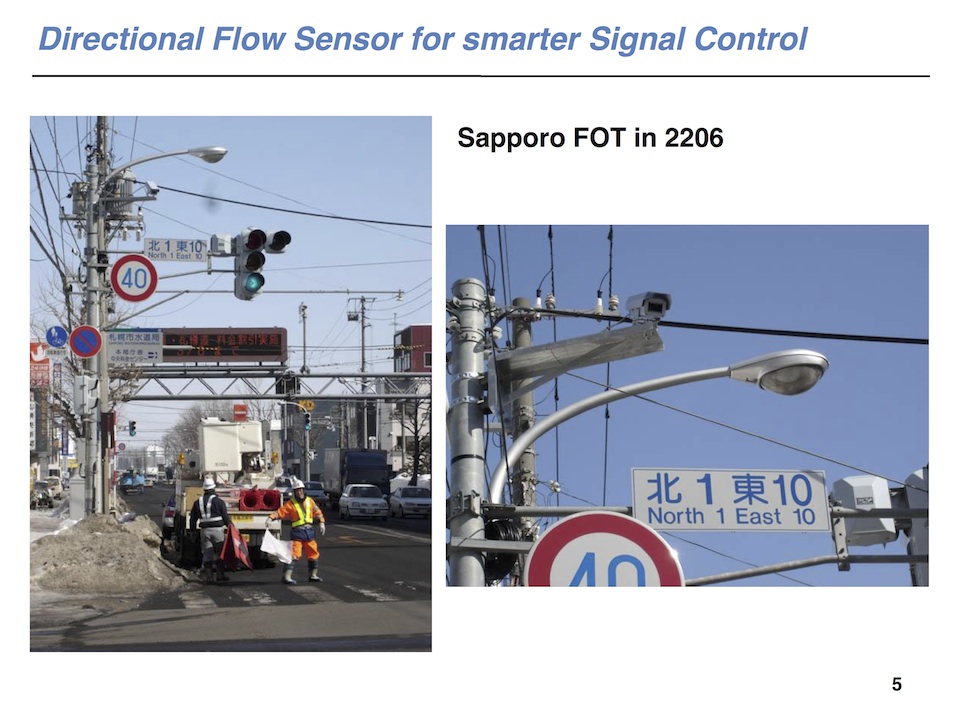 Directional Flow Sensor for smarter Signal Control
Sapporo FOT in 2206
北1東10
North 1 East 10
40
札幌市水道局
北1東10
North 1 East 10
40
5